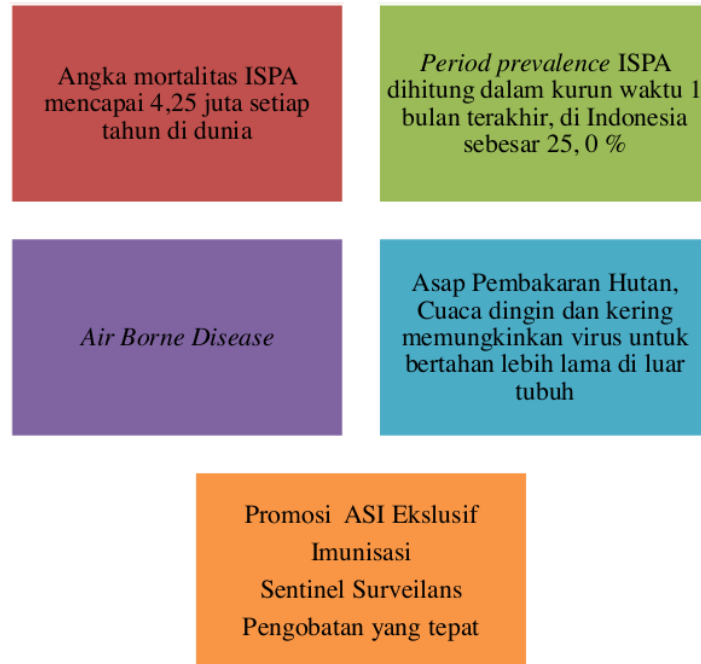 Angka mortalitas ISPA
mencapai 4,25 juta setiap
tahun di dunia
Period prevalence ISPA
dihitung dalam kurun waktu 1
bulan terakhir, di Indonesia
sebesar 25, 0 %
Air Borne Disease
Asap Pembakaran Hutan,
Cuaca dingin dan kering
memungkinkan virus untuk
bertahan lebih lama di luar
tubuh
Promosi ASI Ekslusif
Imunisasi
Sentinel Surveilans
Pengobatan yang tepat